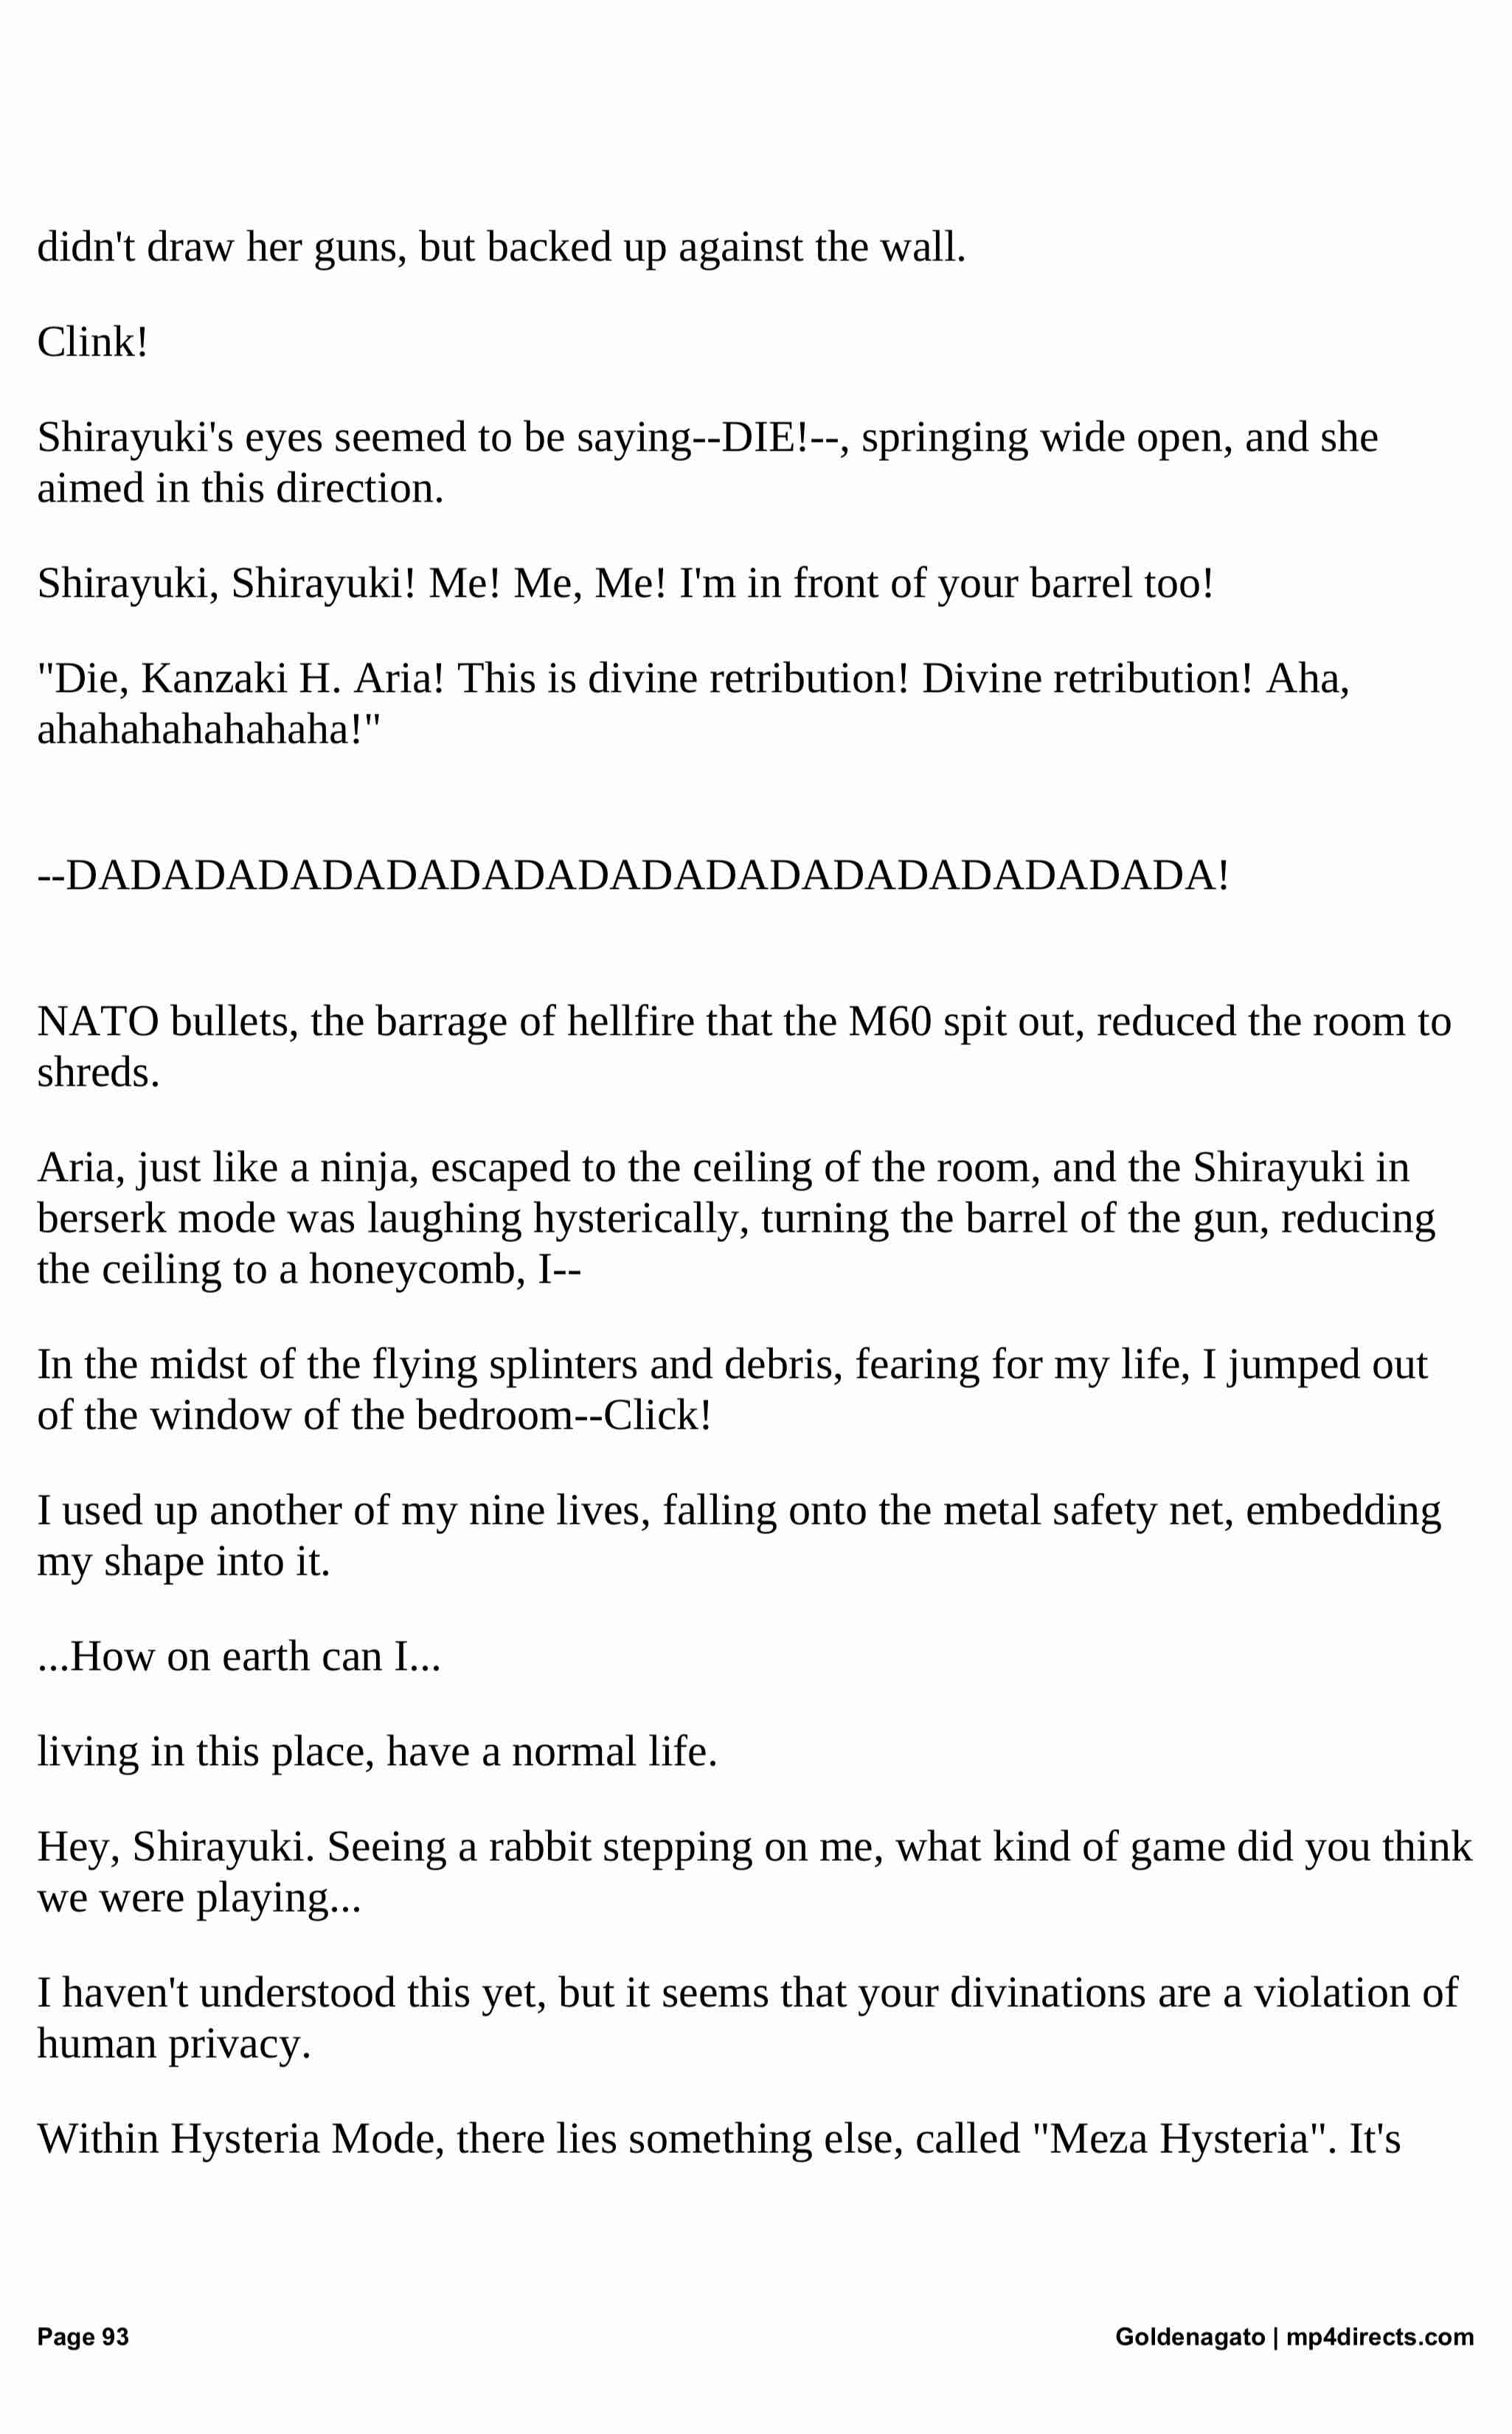 didn't draw her guns, but backed up against the wall.
Clink!
Shirayuki's eyes seemed to be saying--DIE!--, springing wide open, and she
aimed in this direction.
Shirayuki, Shirayuki! Me! Me, Me! I'm in front of your barrel too!
"Die, Kanzaki H. Aria! This is divine retribution! Divine retribution! Aha,
ahahahahahahaha!"
--DADADADADADADADADADADADADADADADADADA!
NATO bullets, the barrage of hellfire that the M60 spit out, reduced the room to
shreds.
Aria, just like a ninja, escaped to the ceiling of the room, and the Shirayuki in
berserk mode was laughing hysterically, turning the barrel of the gun, reducing
the ceiling to a honeycomb, I--
In the midst of the flying splinters and debris, fearing for my life, I jumped out
of the window of the bedroom--Click!
I used up another of my nine lives, falling onto the metal safety net, embedding
my shape into it.
...How on earth can I...
living in this place, have a normal life.
Hey, Shirayuki. Seeing a rabbit stepping on me, what kind of game did you think
we were playing...
I haven't understood this yet, but it seems that your divinations are a violation of
human privacy.
Within Hysteria Mode, there lies something else, called "Meza Hysteria". It's
Page 93
Goldenagato | mp4directs.com